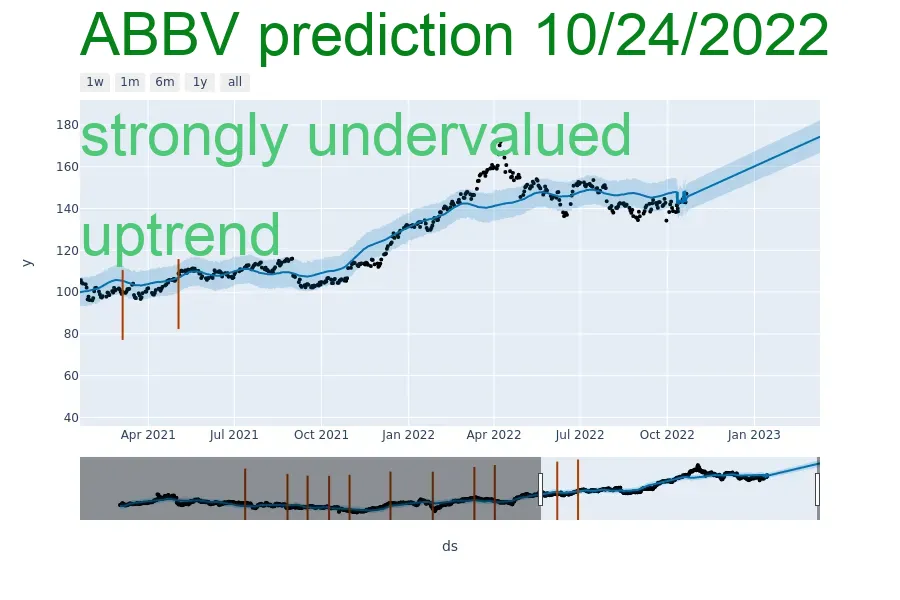 ABBV prediction 10/24/2022
1w 1m 6m 1y all
180
strongly undervalued
160
140
uptrend
120
y
100
80
60
40
Apr 2021 Jul 2021 Oct 2021 Jan 2022 Apr 2022 Jul 2022 Oct 2022 Jan 2023
ds